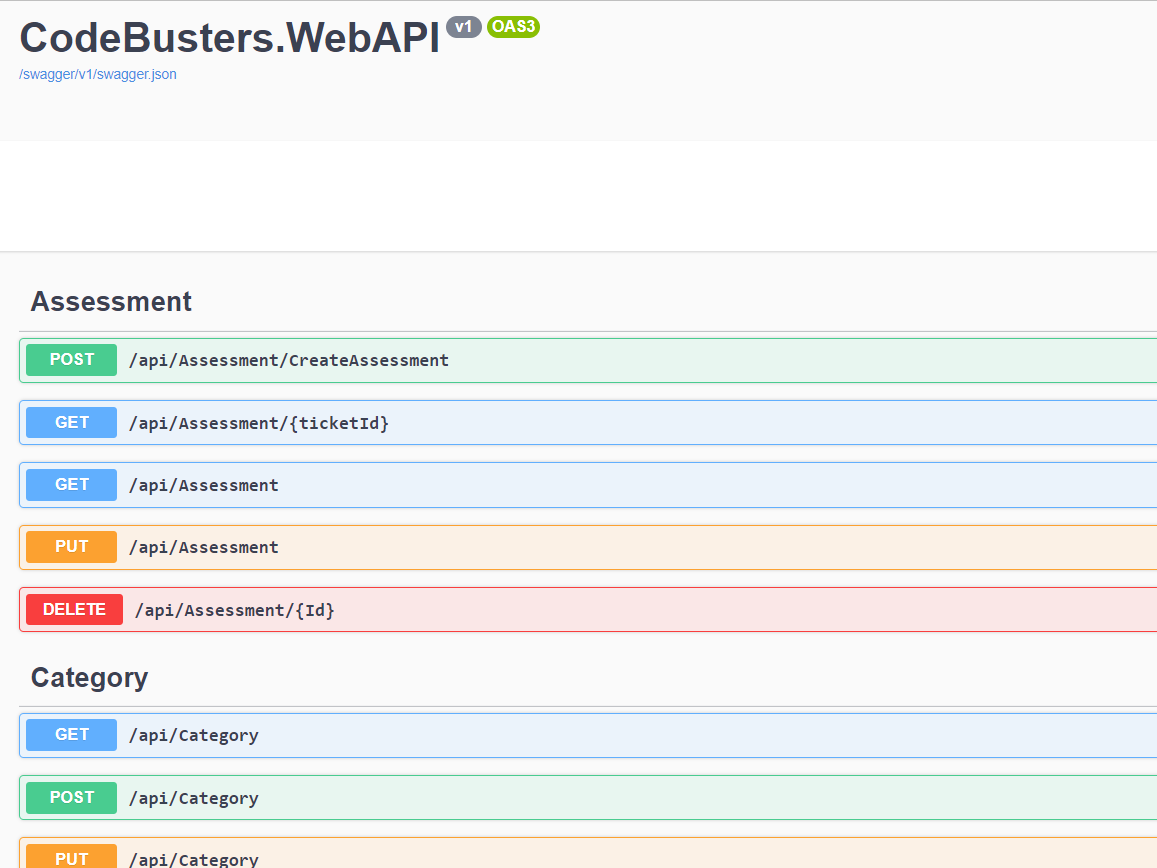 CodeBusters.WebAPI v1 OAS3
/swagger/v1/swagger.json
Assessment
POST /api/Assessment/CreateAssessment
GET /api/Assessment/{ticketId}
GET /api/Assessment
PUT /api/Assessment
DELETE /api/Assessment/{Id}
Category
GET /api/Category
POST /api/Category
PUT /api/Category